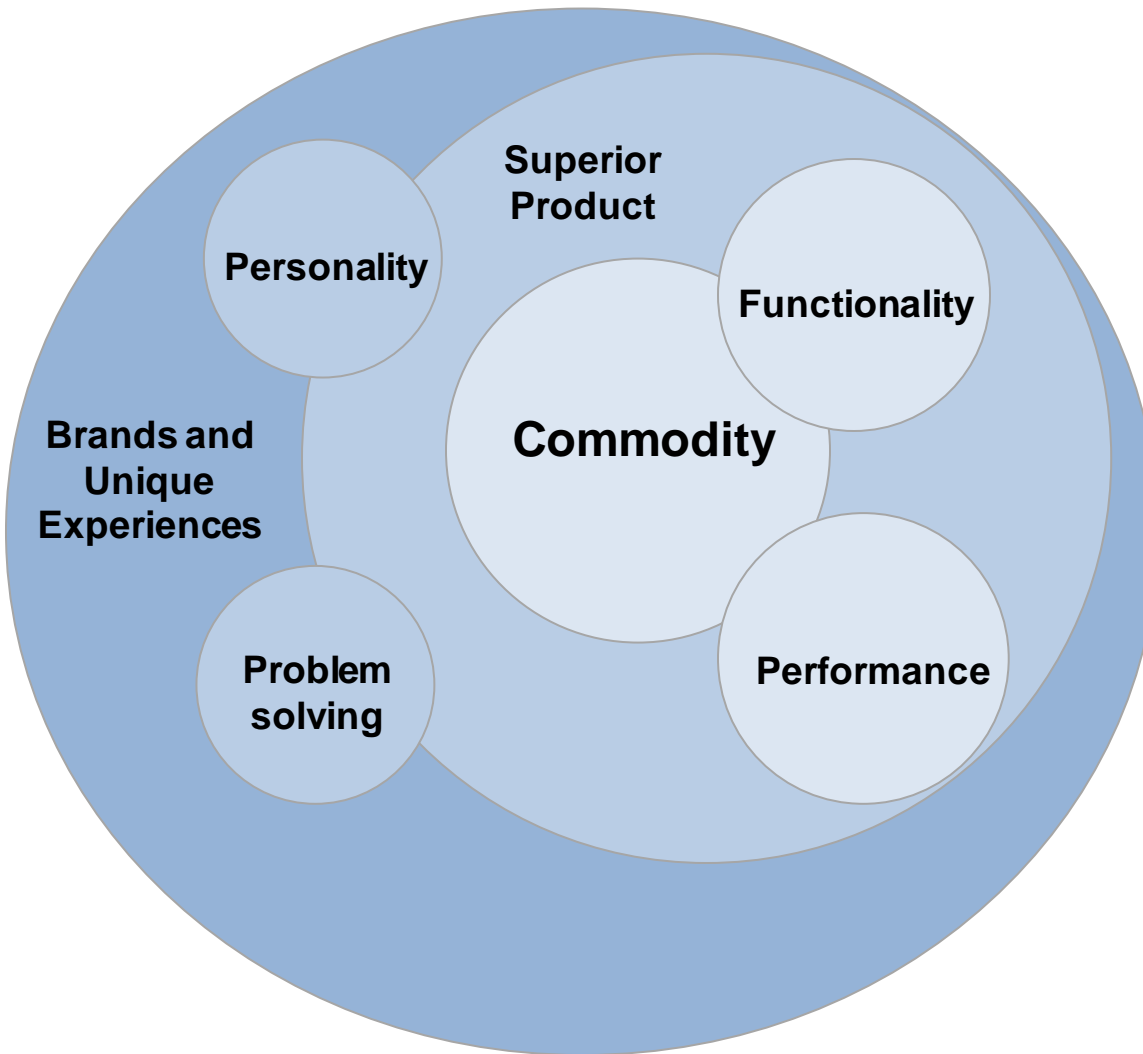 Superior
Product
Personality
Functionality
Brands and
Unique
Experiences
Commodity
Problem
solving
Performance